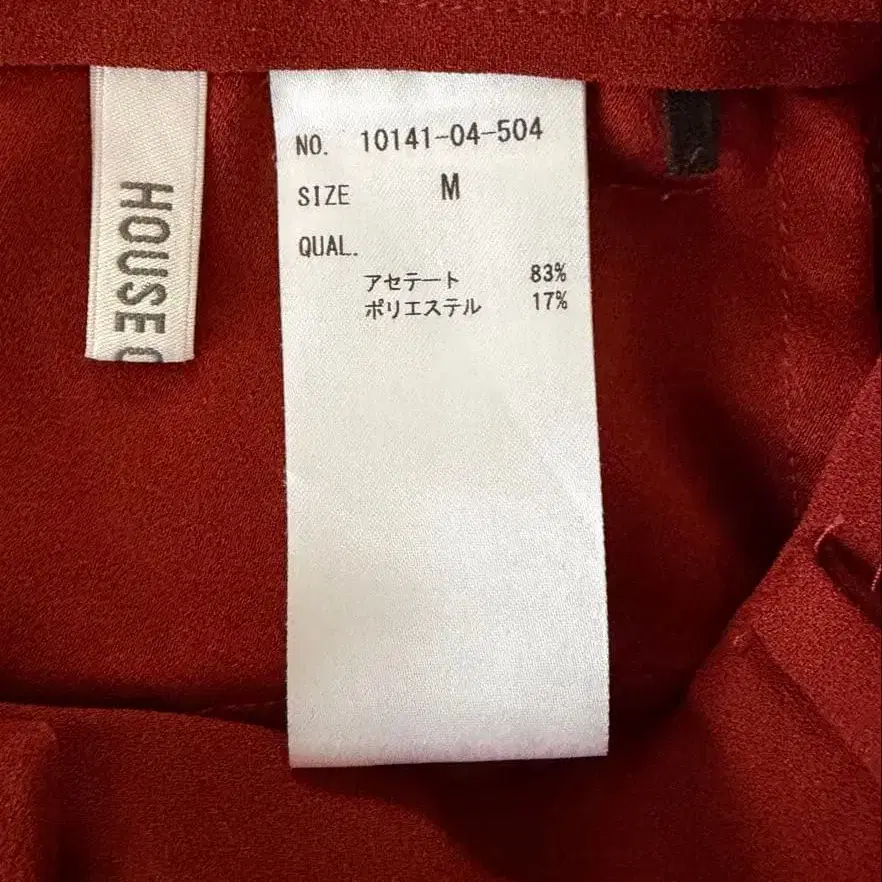 HOUSE
NO. 10141-04-504
SIZE M
QUAL.
アセテート 83%
ポリエステル 17%